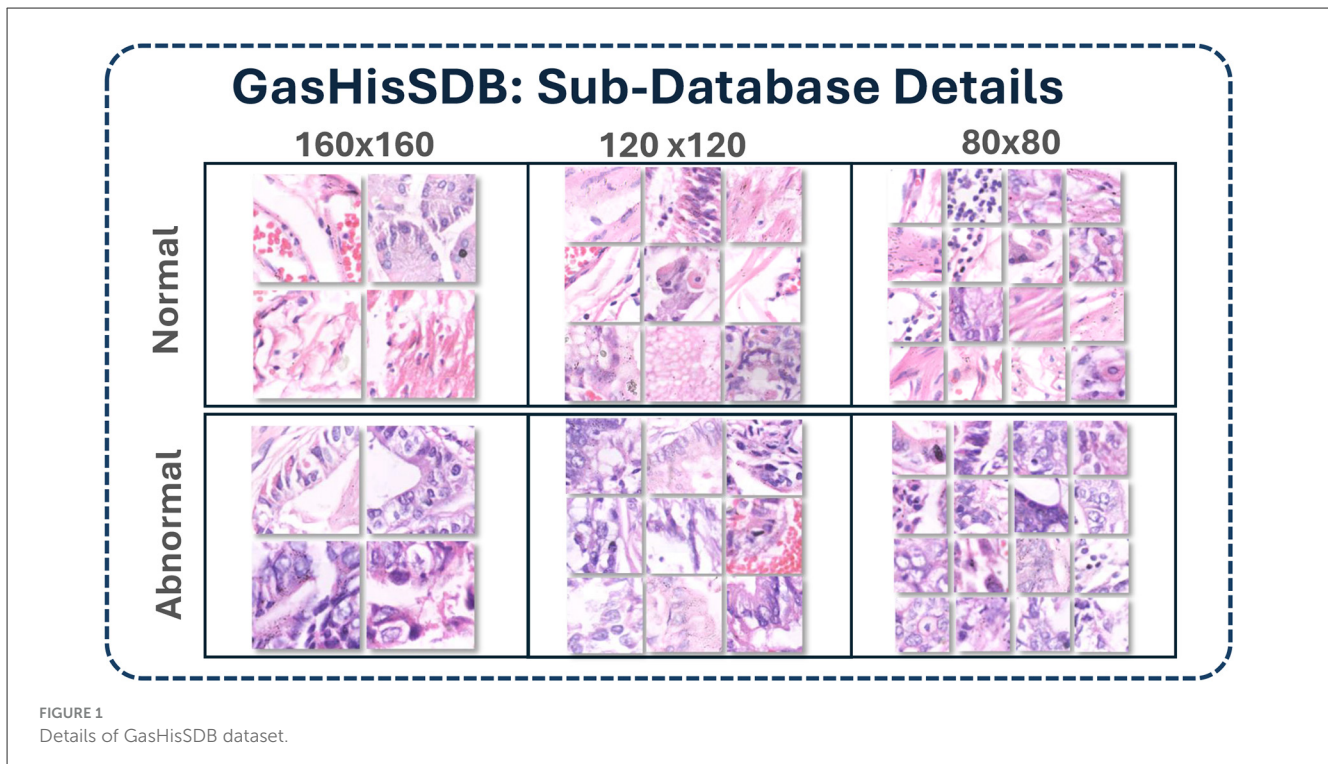 GasHisSDB: Sub-Database Details
160x160
120 x120
80x80
Normal
Abnormal
FIGURE 1
Details of GasHisSDB dataset.